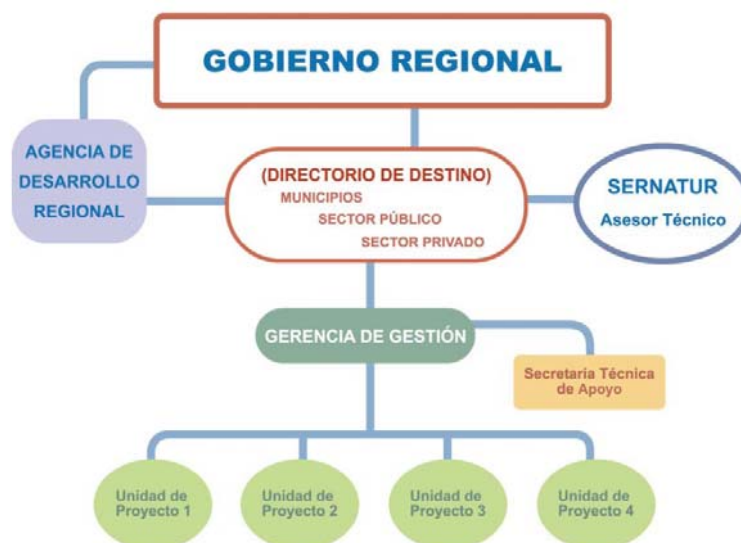 GOBIERNO REGIONAL
AGENCIA DE
DESARROLLO
REGIONAL
(DIRECTORIO DE DESTINO)
MUNICIPIOS
SECTOR PÚBLICO
SECTOR PRIVADO
SERNATUR
Asesor Técnico
GERENCIA DE GESTIÓN
Secretaría Técnica
de Apoyo
Unidad de
Proyecto 1
Unidad de
Proyecto 2
Unidad de
Proyecto 3
Unidad de
Proyecto 4